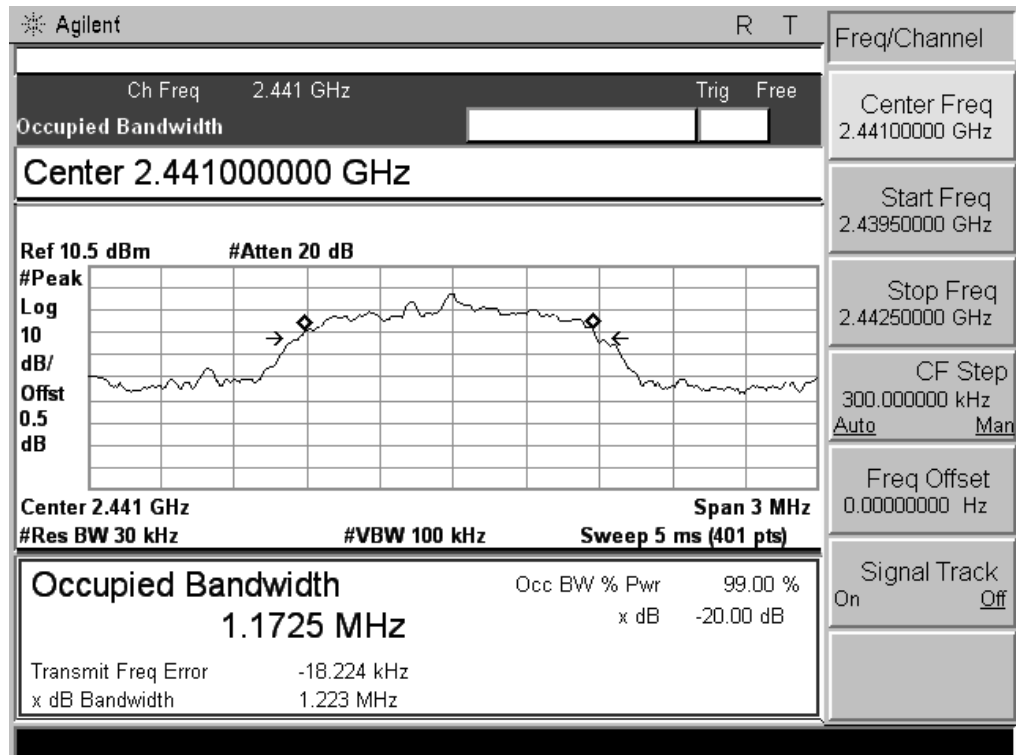 Agilent R T
Ch Freq 2.441 GHz Trig Free
Occupied Bandwidth
Center 2.441000000 GHz
Ref 10.5 dBm #Atten 20 dB
#Peak
Log
10
dB/
Offst
0.5
dB
Center 2.441 GHz Span 3 MHz
#Res BW 30 kHz #VBW 100 kHz Sweep 5 ms (401 pts)
Occupied Bandwidth Occ BW % Pwr 99.00 %
1.1725 MHz x dB -20.00 dB
Transmit Freq Error -18.224 kHz
x dB Bandwidth 1.223 MHz
Freq/Channel
Center Freq
2.44100000 GHz
Start Freq
2.43950000 GHz
Stop Freq
2.44250000 GHz
CF Step
300.000000 kHz
Auto Man
Freq Offset
0.00000000 Hz
Signal Track
On Off